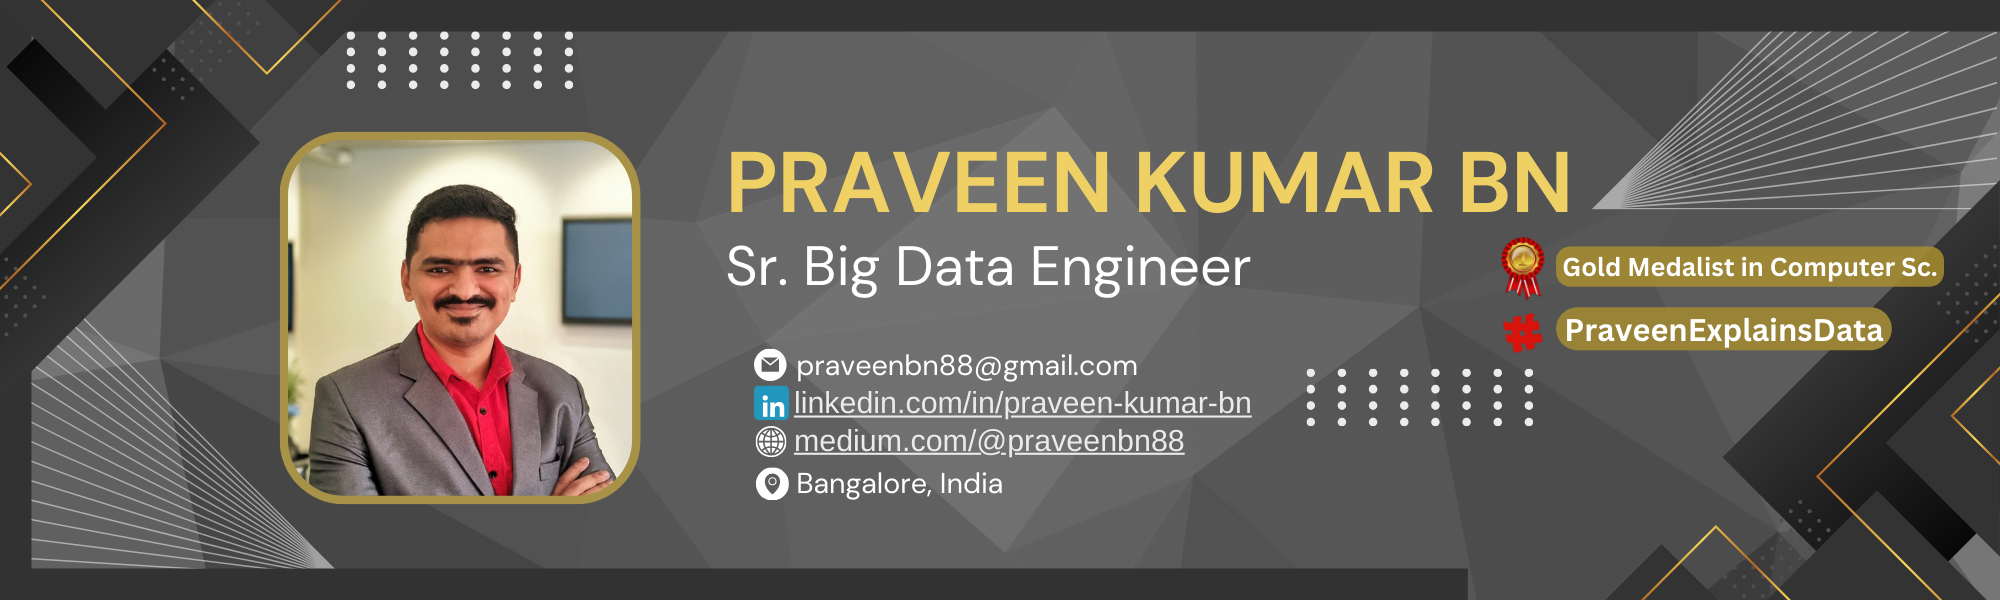 PRAVEEN KUMAR BN
Sr. Big Data Engineer
Gold Medalist in Computer Sc.
# PraveenExplainsData
praveenbn88@gmail.com
in linkedin.com/in/praveen-kumar-bn
medium.com/@praveenbn88
Bangalore, India